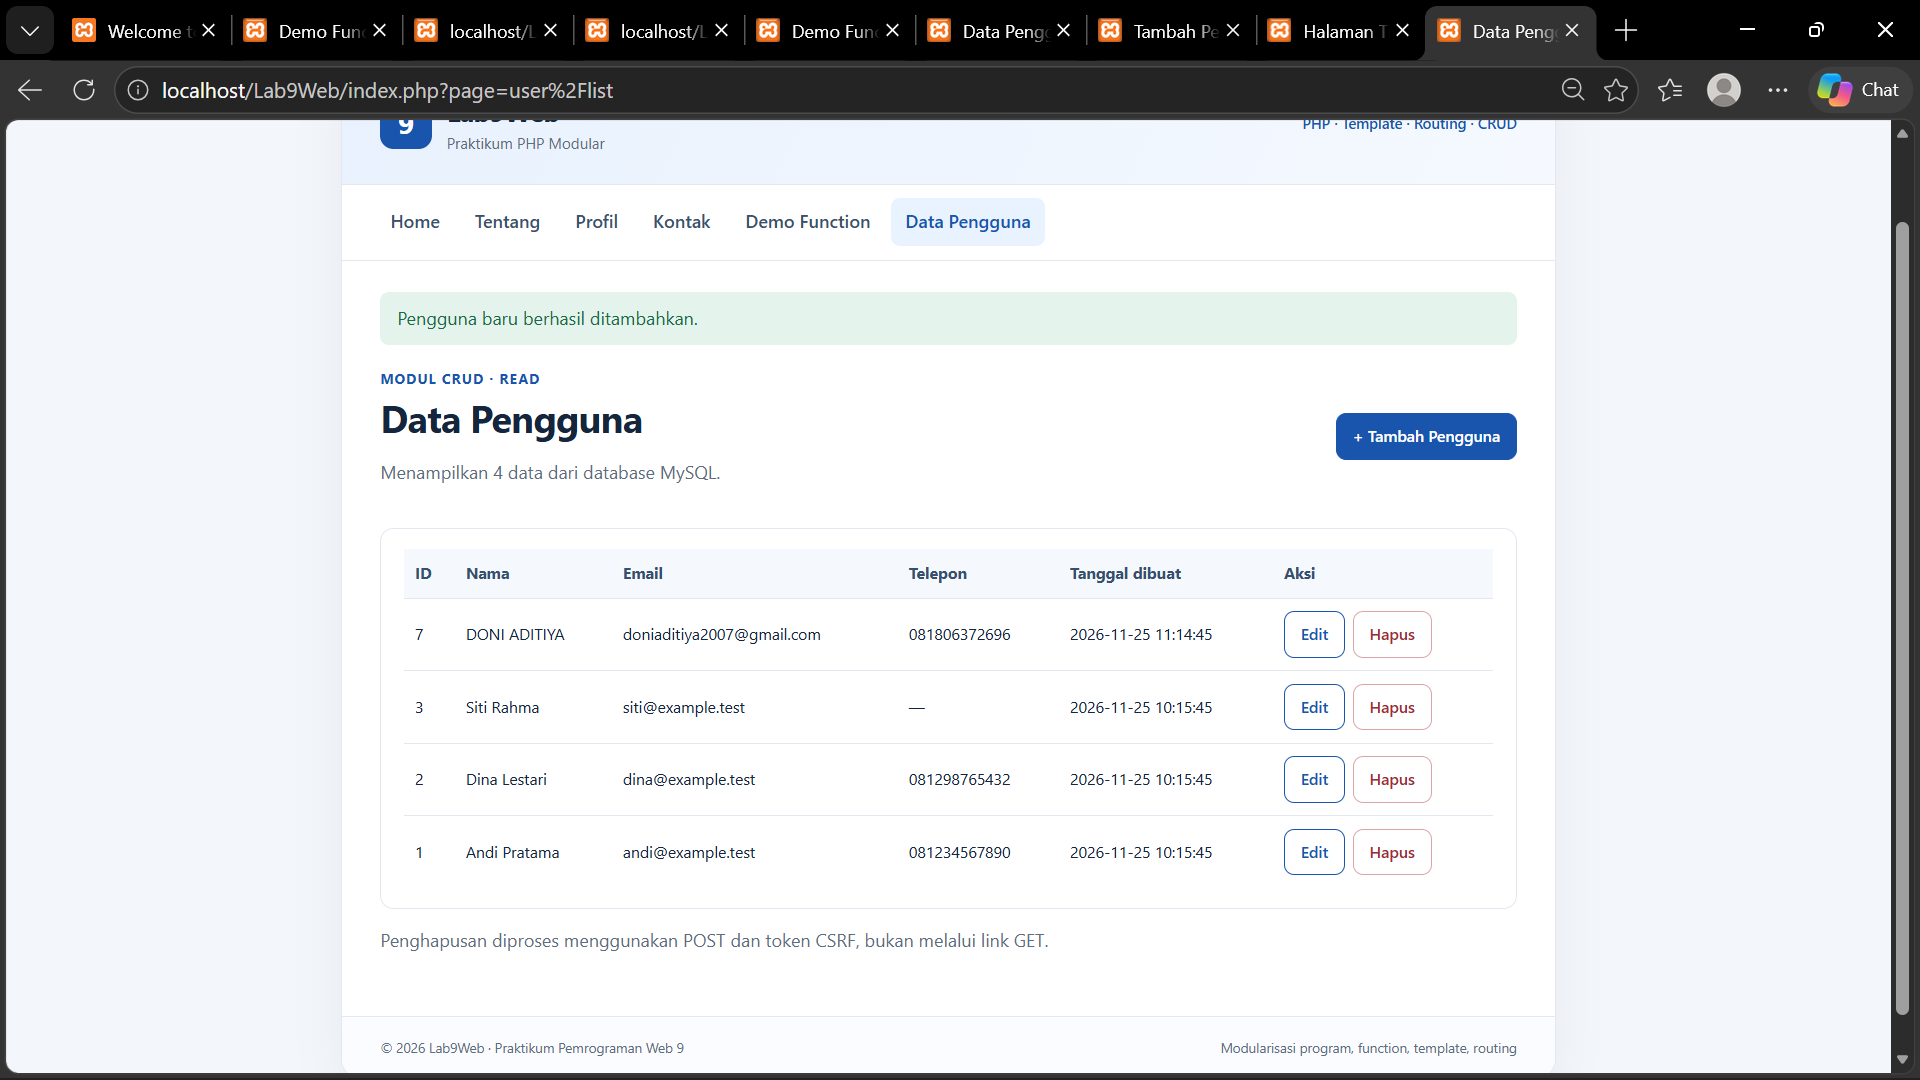 Welcome t
Demo Fun
localhost/L
localhost/L
Demo Fun
Data Peng
Tambah Pe
Halaman T
Data Peng
localhost/Lab9Web/index.php?page=user%2Flist
Chat
9
Lab9Web
PHP · Template · Routing · CRUD
Praktikum PHP Modular
Home Tentang Profil Kontak Demo Function Data Pengguna
Pengguna baru berhasil ditambahkan.
MODUL CRUD · READ
Data Pengguna
+ Tambah Pengguna
Menampilkan 4 data dari database MySQL.
ID Nama Email Telepon Tanggal dibuat Aksi
7 DONI ADITIYA doniaditiya2007@gmail.com 081806372696 2026-11-25 11:14:45 Edit Hapus
3 Siti Rahma siti@example.test — 2026-11-25 10:15:45 Edit Hapus
2 Dina Lestari dina@example.test 081298765432 2026-11-25 10:15:45 Edit Hapus
1 Andi Pratama andi@example.test 081234567890 2026-11-25 10:15:45 Edit Hapus
Penghapusan diproses menggunakan POST dan token CSRF, bukan melalui link GET.
© 2026 Lab9Web · Praktikum Pemrograman Web 9
Modularisasi program, function, template, routing